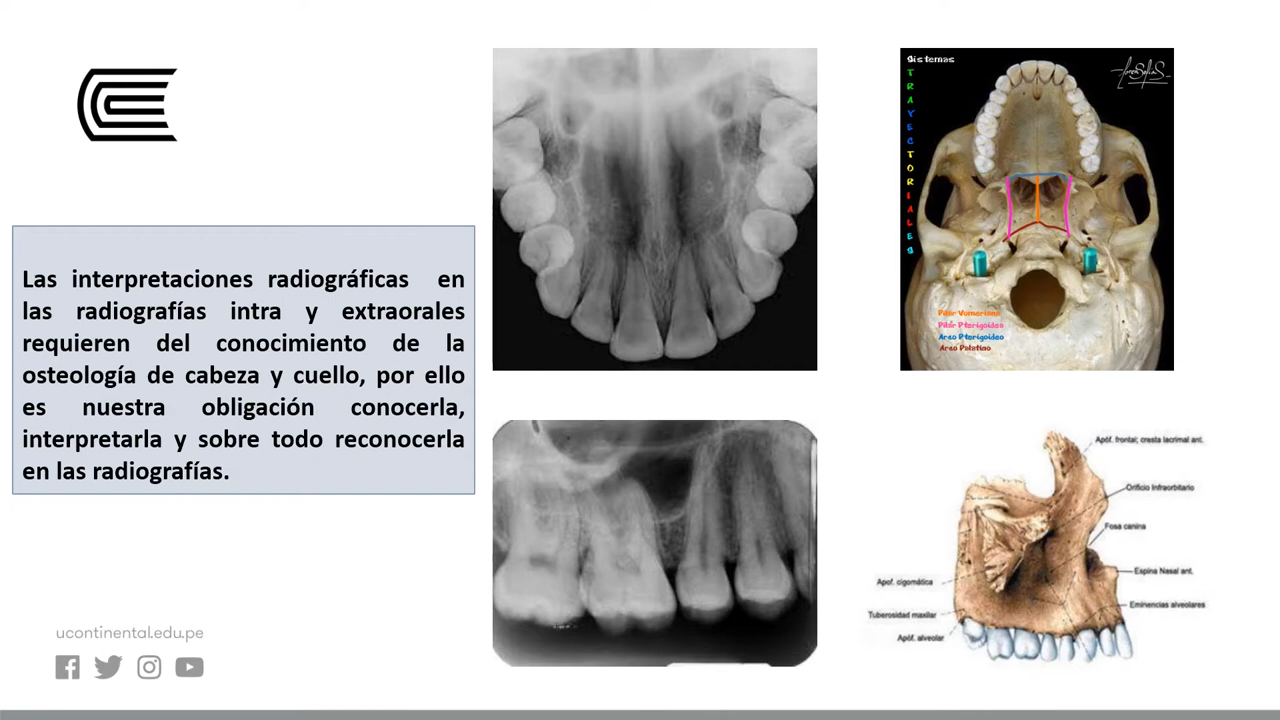 Las interpretaciones radiográficas en
las radiografías intra y extraorales
requieren del conocimiento de la
osteología de cabeza y cuello, por ello
es nuestra obligación conocerla,
interpretarla y sobre todo reconocerla
en las radiografías.
ucontinental.edu.pe
Sistemas
TRAYECTORIALES
Pilar Vomeriano
Pilar Pterigoideo
Arco Pterigoideo
Arco Palatino
Apóf. frontal; cresta lacrimal ant.
Orificio Infraorbitario
Fosa canina
Espina Nasal ant.
Apof. cigomática
Eminencias alveolares
Tuberosidad maxilar
Apóf. alveolar